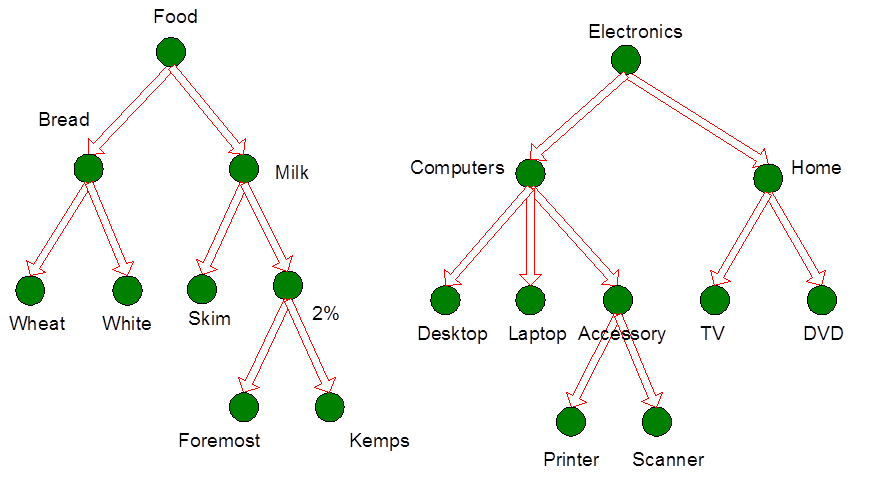 Food
Electronics
Bread
Milk
Computers
Home
Wheat
White
Skim
2%
Desktop
Laptop
Accessory
TV
DVD
Foremost
Kemps
Printer
Scanner